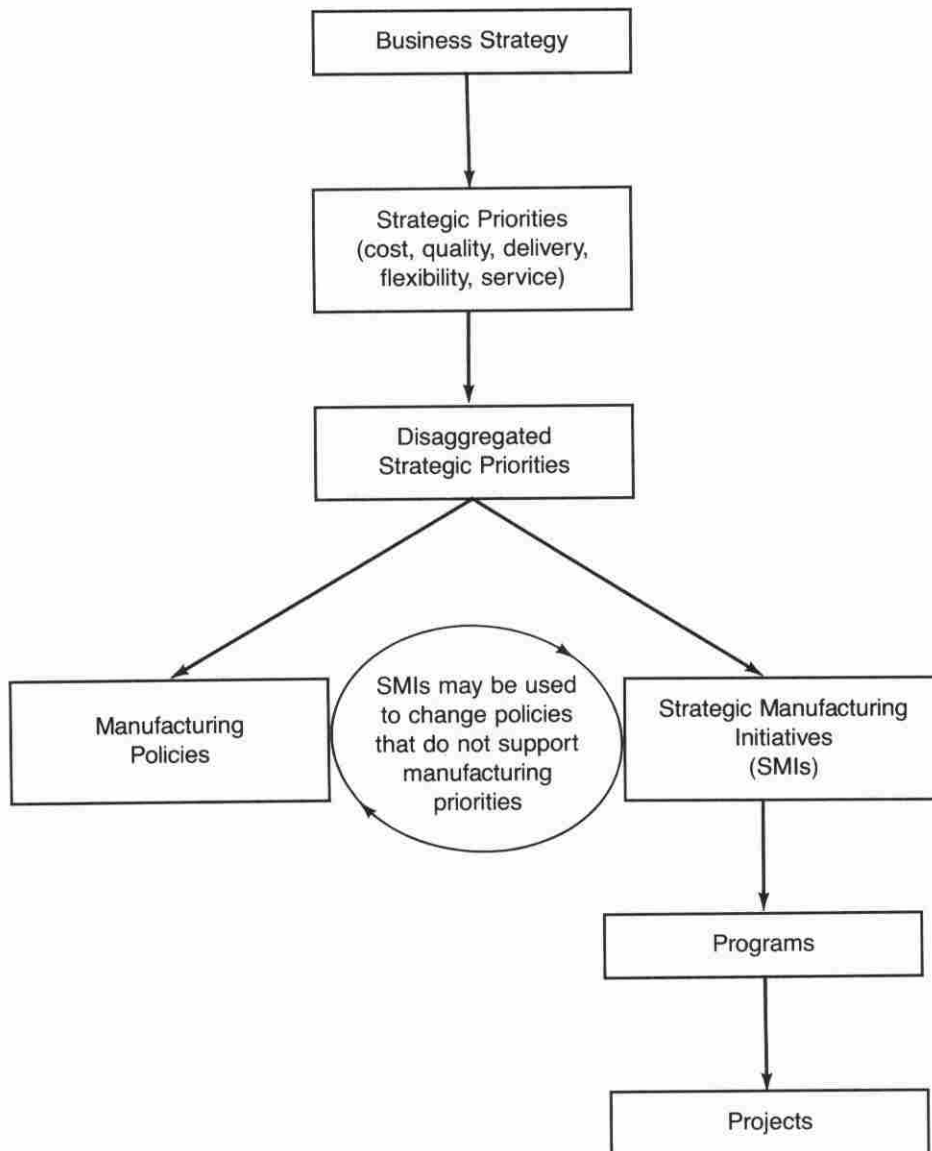 Business Strategy
Strategic Priorities
(cost, quality, delivery,
flexibility, service)
Disaggregated
Strategic Priorities
Manufacturing
Policies
SMIs may be used
to change policies
that do not support
manufacturing
priorities
Strategic Manufacturing
Initiatives
(SMIs)
Programs
Projects